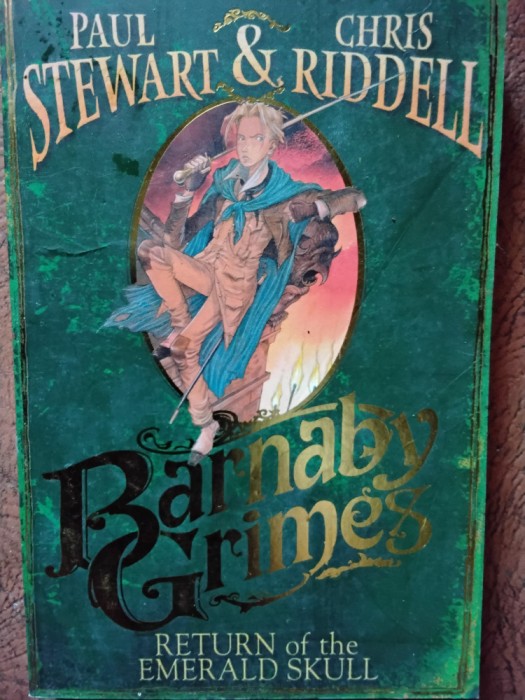 PAUL & CHRIS
STEWART RIDDELL
Barnaby
Grimes
RETURN of the
EMERALD SKULL